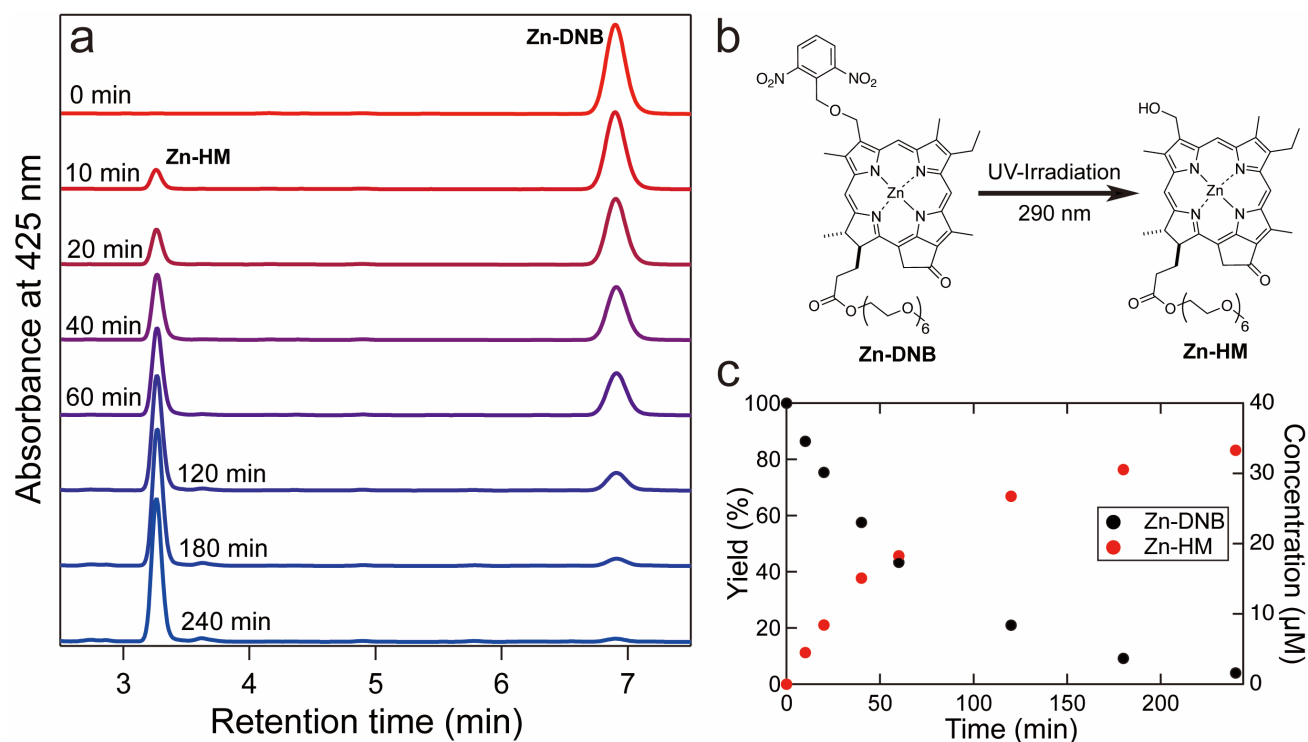 a
Zn-DNB
0 min
Zn-HM
10 min
20 min
40 min
60 min
120 min
180 min
240 min
Absorbance at 425 nm
3 4 5 6 7
Retention time (min)
b
O₂N NO₂
O
N N
Zn
N N
O
O
O
O
6
Zn-DNB
UV-Irradiation
290 nm
HO
N N
Zn
N N
O
O
O
O
6
Zn-HM
c
100
80
60
40
20
0
Yield (%)
40
30
20
10
0
Concentration (μM)
Zn-DNB
Zn-HM
0 50 100 150 200
Time (min)